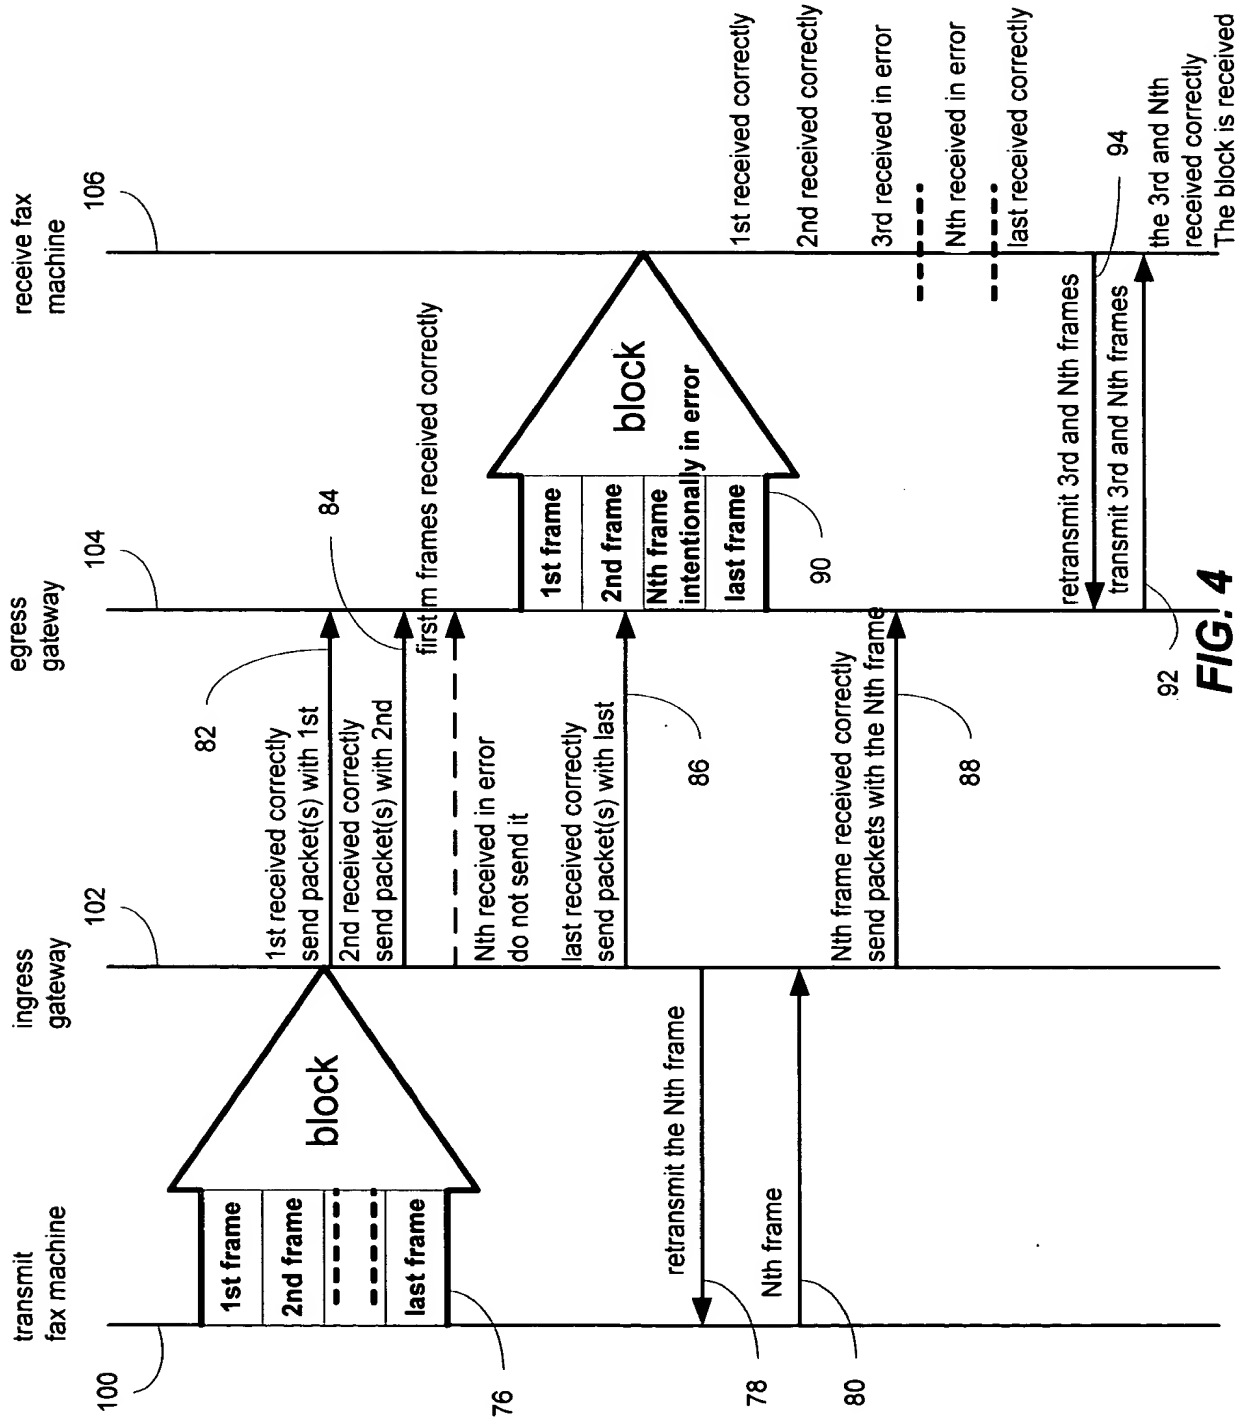 transmit
fax machine
ingress
gateway
egress
gateway
receive fax
machine
100
102
104
106
1st frame
2nd frame
last frame
block
76
1st received correctly
send packet(s) with 1st
82
2nd received correctly
send packet(s) with 2nd
84
first m frames received correctly
Nth received in error
do not send it
last received correctly
send packet(s) with last
86
1st frame
2nd frame
Nth frame
intentionally in error
last frame
block
90
retransmit the Nth frame
78
Nth frame
80
Nth frame received correctly
send packets with the Nth frame
88
1st received correctly
2nd received correctly
3rd received in error
Nth received in error
last received correctly
retransmit 3rd and Nth frames
94
transmit 3rd and Nth frames
92
the 3rd and Nth
received correctly
The block is received
FIG. 4